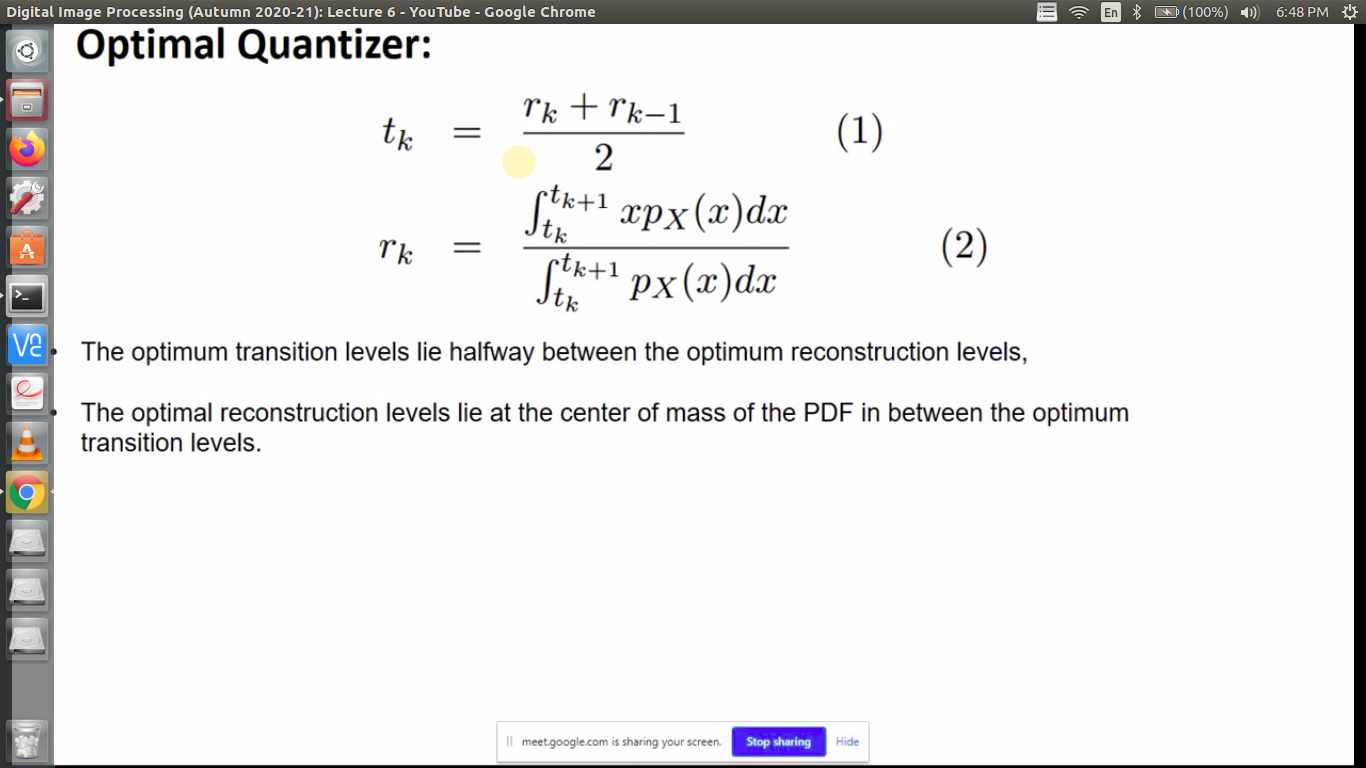 Digital Image Processing (Autumn 2020-21): Lecture 6 - YouTube - Google Chrome
En (100%) 6:48 PM
Optimal Quantizer:
t_k = \frac{r_k + r_{k-1}}{2} (1)
r_k = \frac{\int_{t_k}^{t_{k+1}} x p_X(x)dx}{\int_{t_k}^{t_{k+1}} p_X(x)dx} (2)
• The optimum transition levels lie halfway between the optimum reconstruction levels,
• The optimal reconstruction levels lie at the center of mass of the PDF in between the optimum
transition levels.
meet.google.com is sharing your screen. Stop sharing Hide